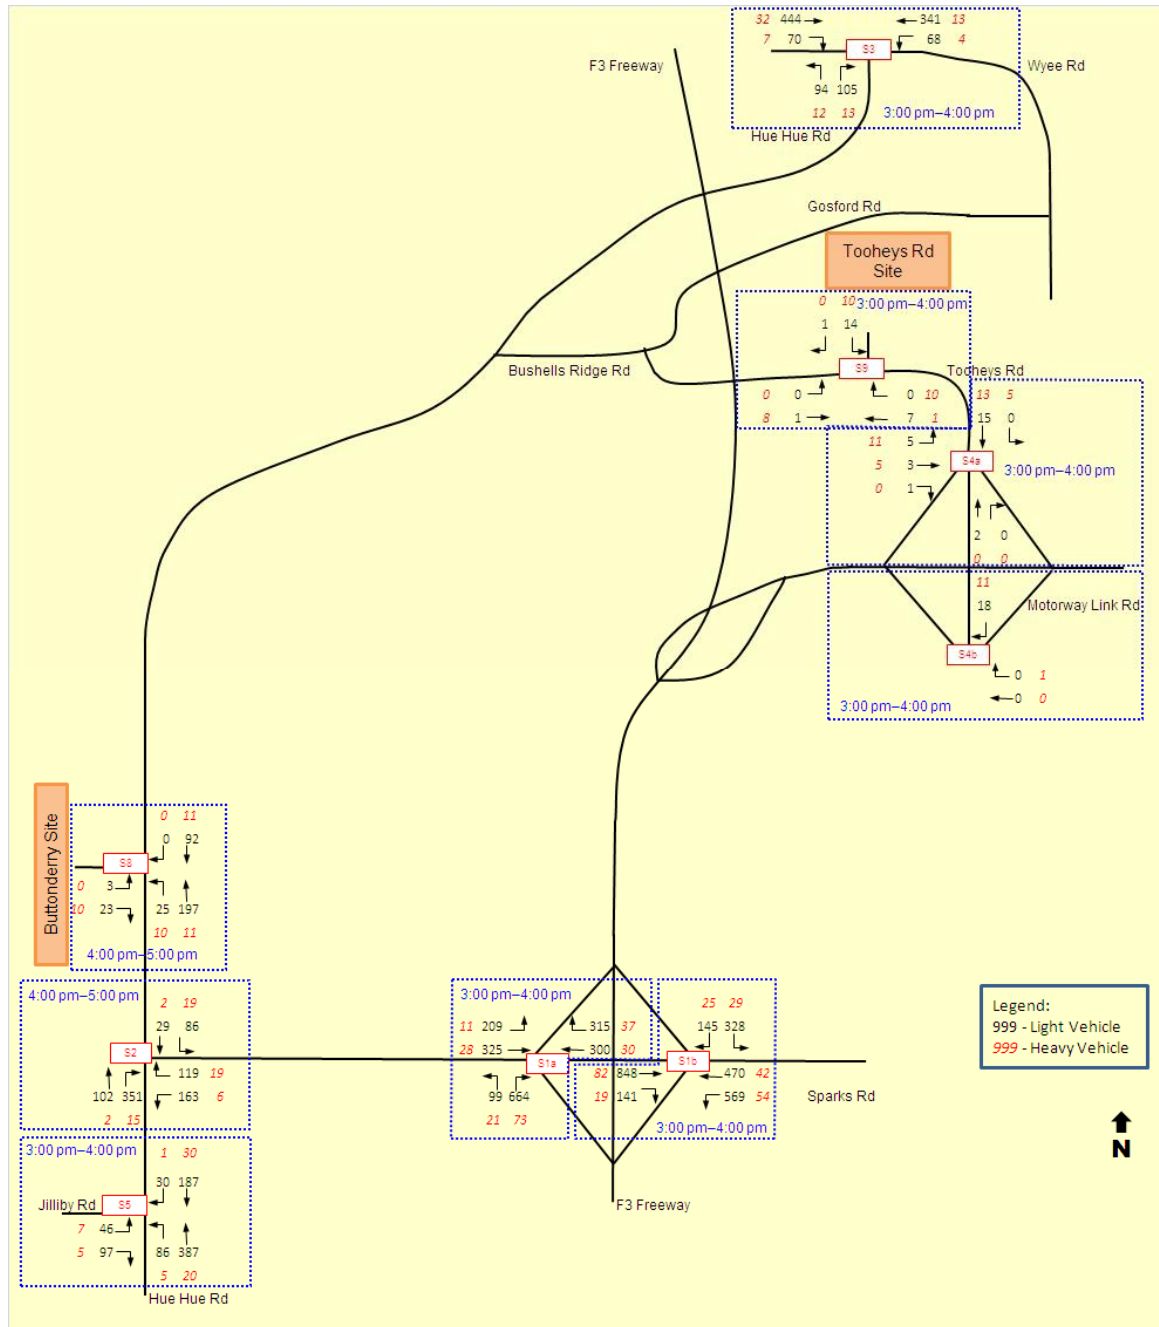 32 444 341 13
7 70 S3 68 4
F3 Freeway
Wyee Rd
94 105
12 13 3:00 pm–4:00 pm
Hue Hue Rd
Gosford Rd
Tooheys Rd
Site
0 10 3:00 pm–4:00 pm
1 14
Bushells Ridge Rd
S9
Tooheys Rd
0 0 0 10
8 1 7 1
13 5
15 0
11 5
5 3 S4a 3:00 pm–4:00 pm
0 1
2 0
0 0
11
18
Motorway Link Rd
S4b
0 1
0 0
3:00 pm–4:00 pm
Buttonderry Site
0 11
0 92
S8
0 3
10 23 25 197
10 11
4:00 pm–5:00 pm
4:00 pm–5:00 pm
2 19
29 86
S2
119 19
102 351 163 6
2 15
3:00 pm–4:00 pm
11 209 315 37
28 325 300 30
S1a
99 664
21 73
25 29
145 328
S1b
82 848 470 42
19 141 569 54
3:00 pm–4:00 pm
Sparks Rd
Legend:
999 - Light Vehicle
999 - Heavy Vehicle
N
3:00 pm–4:00 pm 1 30
30 187
Jilliby Rd S5
7 46
5 97 86 387
5 20
F3 Freeway
Hue Hue Rd